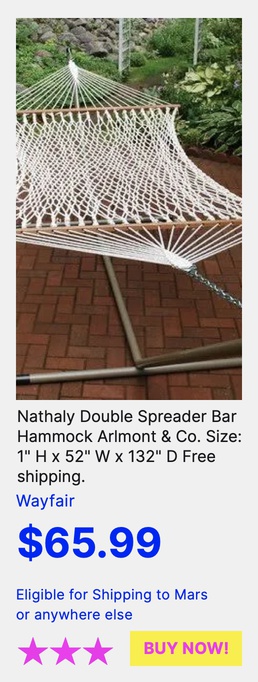 Nathaly Double Spreader Bar
Hammock Arlmont & Co. Size:
1" H x 52" W x 132" D Free
shipping.
Wayfair
$65.99
Eligible for Shipping to Mars
or anywhere else
BUY NOW!